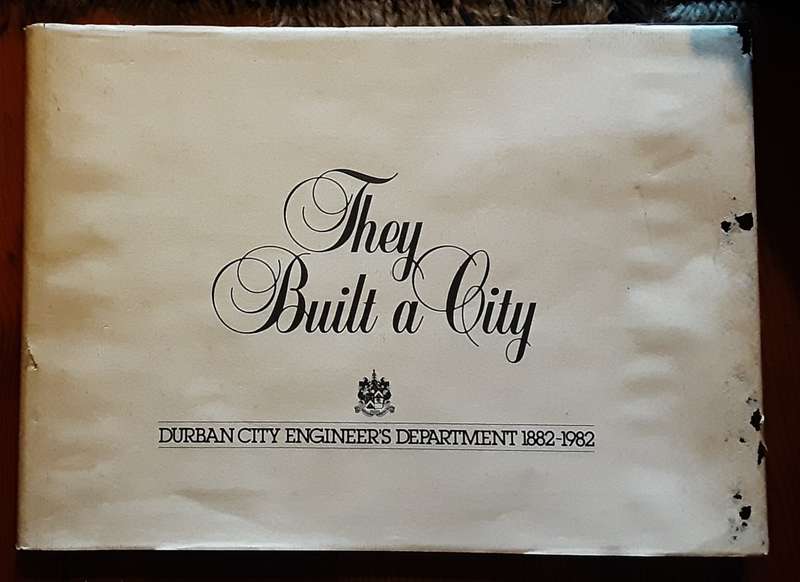 They
Built a City
DURBAN CITY ENGINEER'S DEPARTMENT 1882-1982